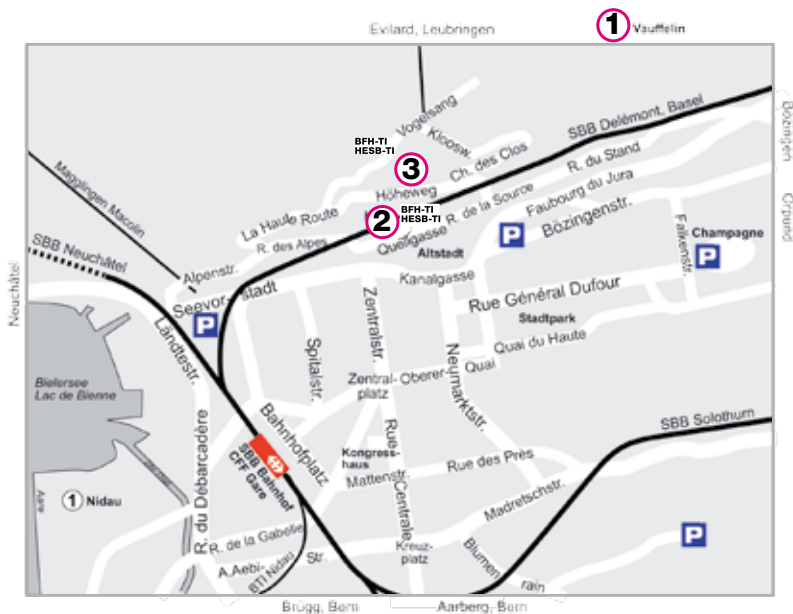 Evilard, Leubringen
1 Vauffelin
Vogelsang
Kloosw.
BFH-TI
HESB-TI
3
SBB Delémont, Basel
Bözingen
Ch. des Clos
R. du Stand
Höheweg
La Haute Route
2
BFH-TI
HESB-TI
R. de la Source
Faubourg du Jura
Orpund
Magglingen Macolin
R. des Alpes
Quellgasse
P
Bözingenstr.
Falkenstr.
Champagne
P
Altstadt
SBB Neuchâtel
Alpenstr.
Kanalgasse
Neuchâtel
Seevor-stadt
P
Rue Général Dufour
Stadtpark
Ländtestr.
Zentralstr.
Spitalstr.
Neumarktstr.
Quai du Haute
Bielersee
Lac de Bienne
Zentral-
platz
Oberer
Quai
Bahnhofplatz
Rue
Centrale
SBB Solothurn
SBB Bahnhof
CFF Gare
Kongress-
haus
Mattenstr.
Rue des Près
R. du Débarcadère
Aare
1 Nidau
Madretschstr.
P
R. de la Gabelle
Kreuz-
platz
Blumen
rain
A.Aebi-
Str.
BTI Nidau
Brügg, Bern
Aarberg, Bern